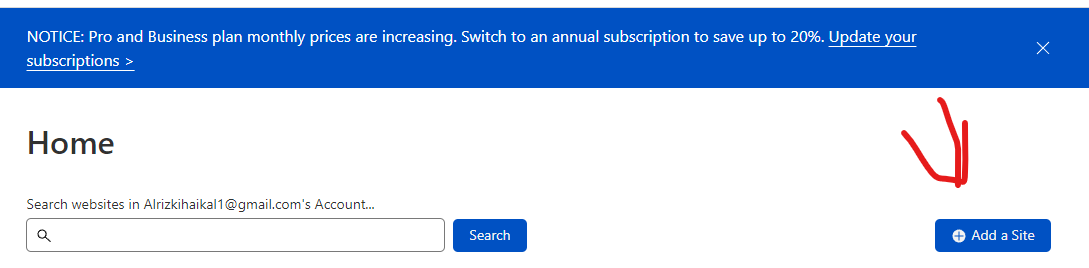 NOTICE: Pro and Business plan monthly prices are increasing. Switch to an annual subscription to save up to 20%. Update your
subscriptions >
Home
Search websites in Alrizkihaikal1@gmail.com's Account...
Search
Add a Site